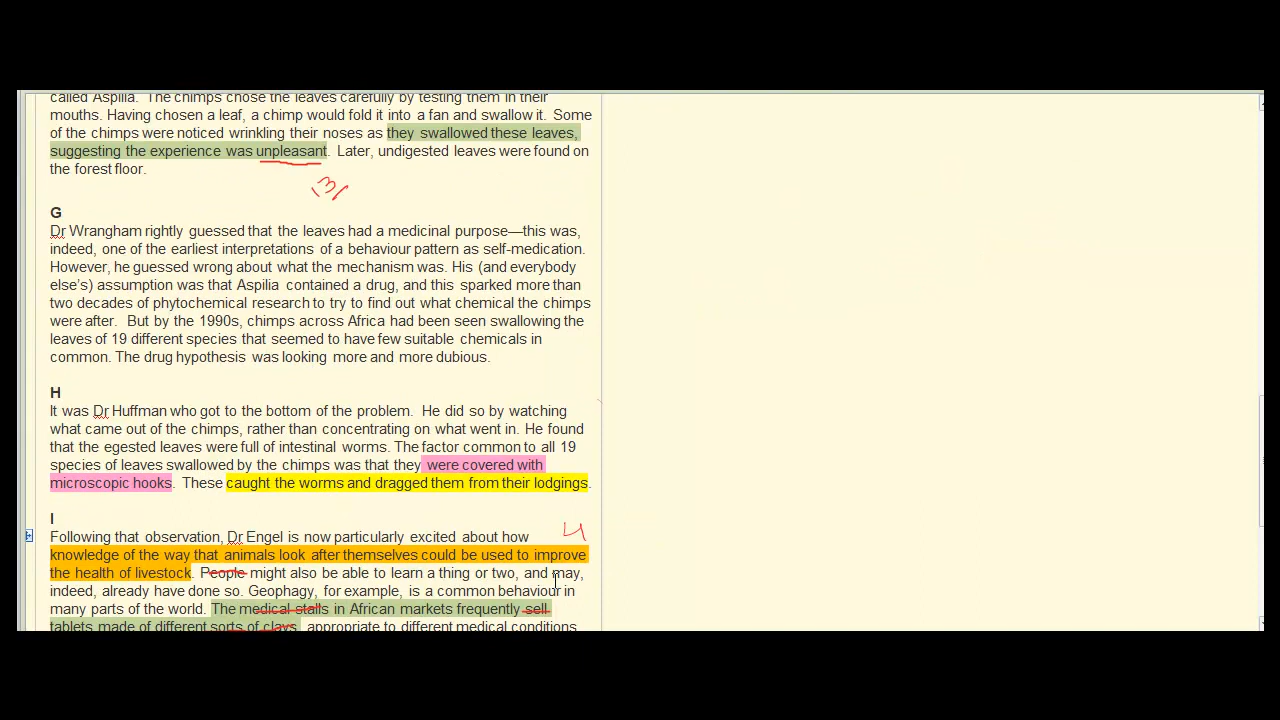 called Aspilia. The chimps chose the leaves carefully by testing them in their
mouths. Having chosen a leaf, a chimp would fold it into a fan and swallow it. Some
of the chimps were noticed wrinkling their noses as they swallowed these leaves,
suggesting the experience was unpleasant. Later, undigested leaves were found on
the forest floor.
13
G
Dr Wrangham rightly guessed that the leaves had a medicinal purpose—this was,
indeed, one of the earliest interpretations of a behaviour pattern as self-medication.
However, he guessed wrong about what the mechanism was. His (and everybody
else's) assumption was that Aspilia contained a drug, and this sparked more than
two decades of phytochemical research to try to find out what chemical the chimps
were after. But by the 1990s, chimps across Africa had been seen swallowing the
leaves of 19 different species that seemed to have few suitable chemicals in
common. The drug hypothesis was looking more and more dubious.
H
It was Dr Huffman who got to the bottom of the problem. He did so by watching
what came out of the chimps, rather than concentrating on what went in. He found
that the egested leaves were full of intestinal worms. The factor common to all 19
species of leaves swallowed by the chimps was that they were covered with
microscopic hooks. These caught the worms and dragged them from their lodgings.
I
Following that observation, Dr Engel is now particularly excited about how
4
knowledge of the way that animals look after themselves could be used to improve
the health of livestock. People might also be able to learn a thing or two, and may,
indeed, already have done so. Geophagy, for example, is a common behaviour in
many parts of the world. The medical stalls in African markets frequently sell
tablets made of different sorts of clays, appropriate to different medical conditions